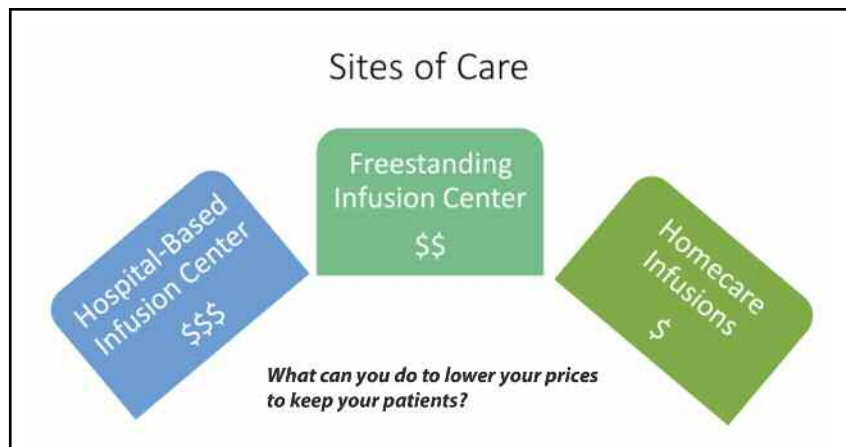 Sites of Care
Hospital-Based
Infusion Center
$$$
Freestanding
Infusion Center
$$
Homecare
Infusions
$
What can you do to lower your prices
to keep your patients?